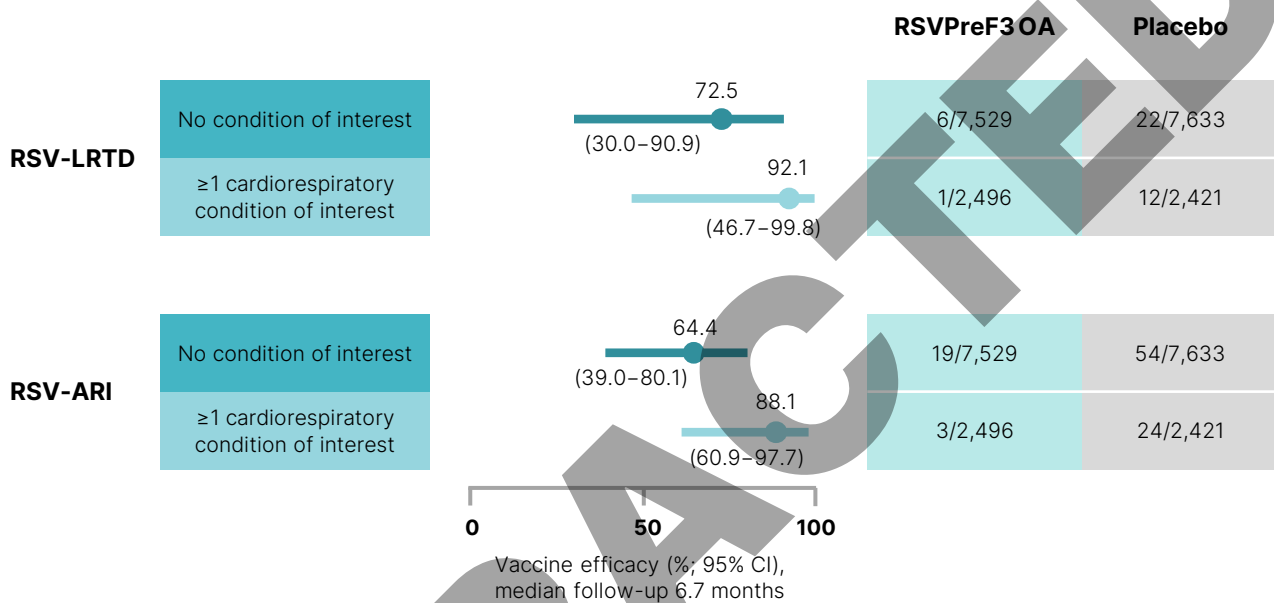 RSVPreF3 OA Placebo
RSV-LRTD
No condition of interest
72.5
(30.0–90.9)
6/7,529 22/7,633
≥1 cardiorespiratory
condition of interest
92.1
(46.7–99.8)
1/2,496 12/2,421
RSV-ARI
No condition of interest
64.4
(39.0–80.1)
19/7,529 54/7,633
≥1 cardiorespiratory
condition of interest
88.1
(60.9–97.7)
3/2,496 24/2,421
0 50 100
Vaccine efficacy (%; 95% CI),
median follow-up 6.7 months